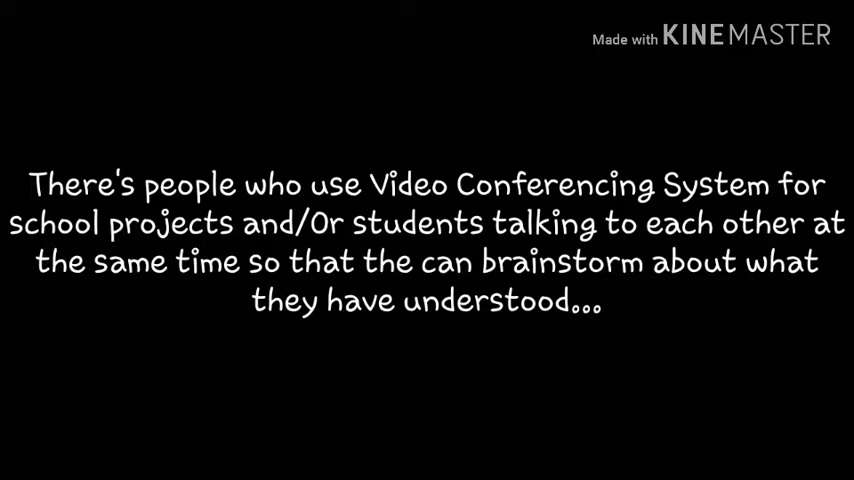 Made with KINEMASTER
There's people who use Video Conferencing System for
school projects and/Or students talking to each other at
the same time so that the can brainstorm about what
they have understood...